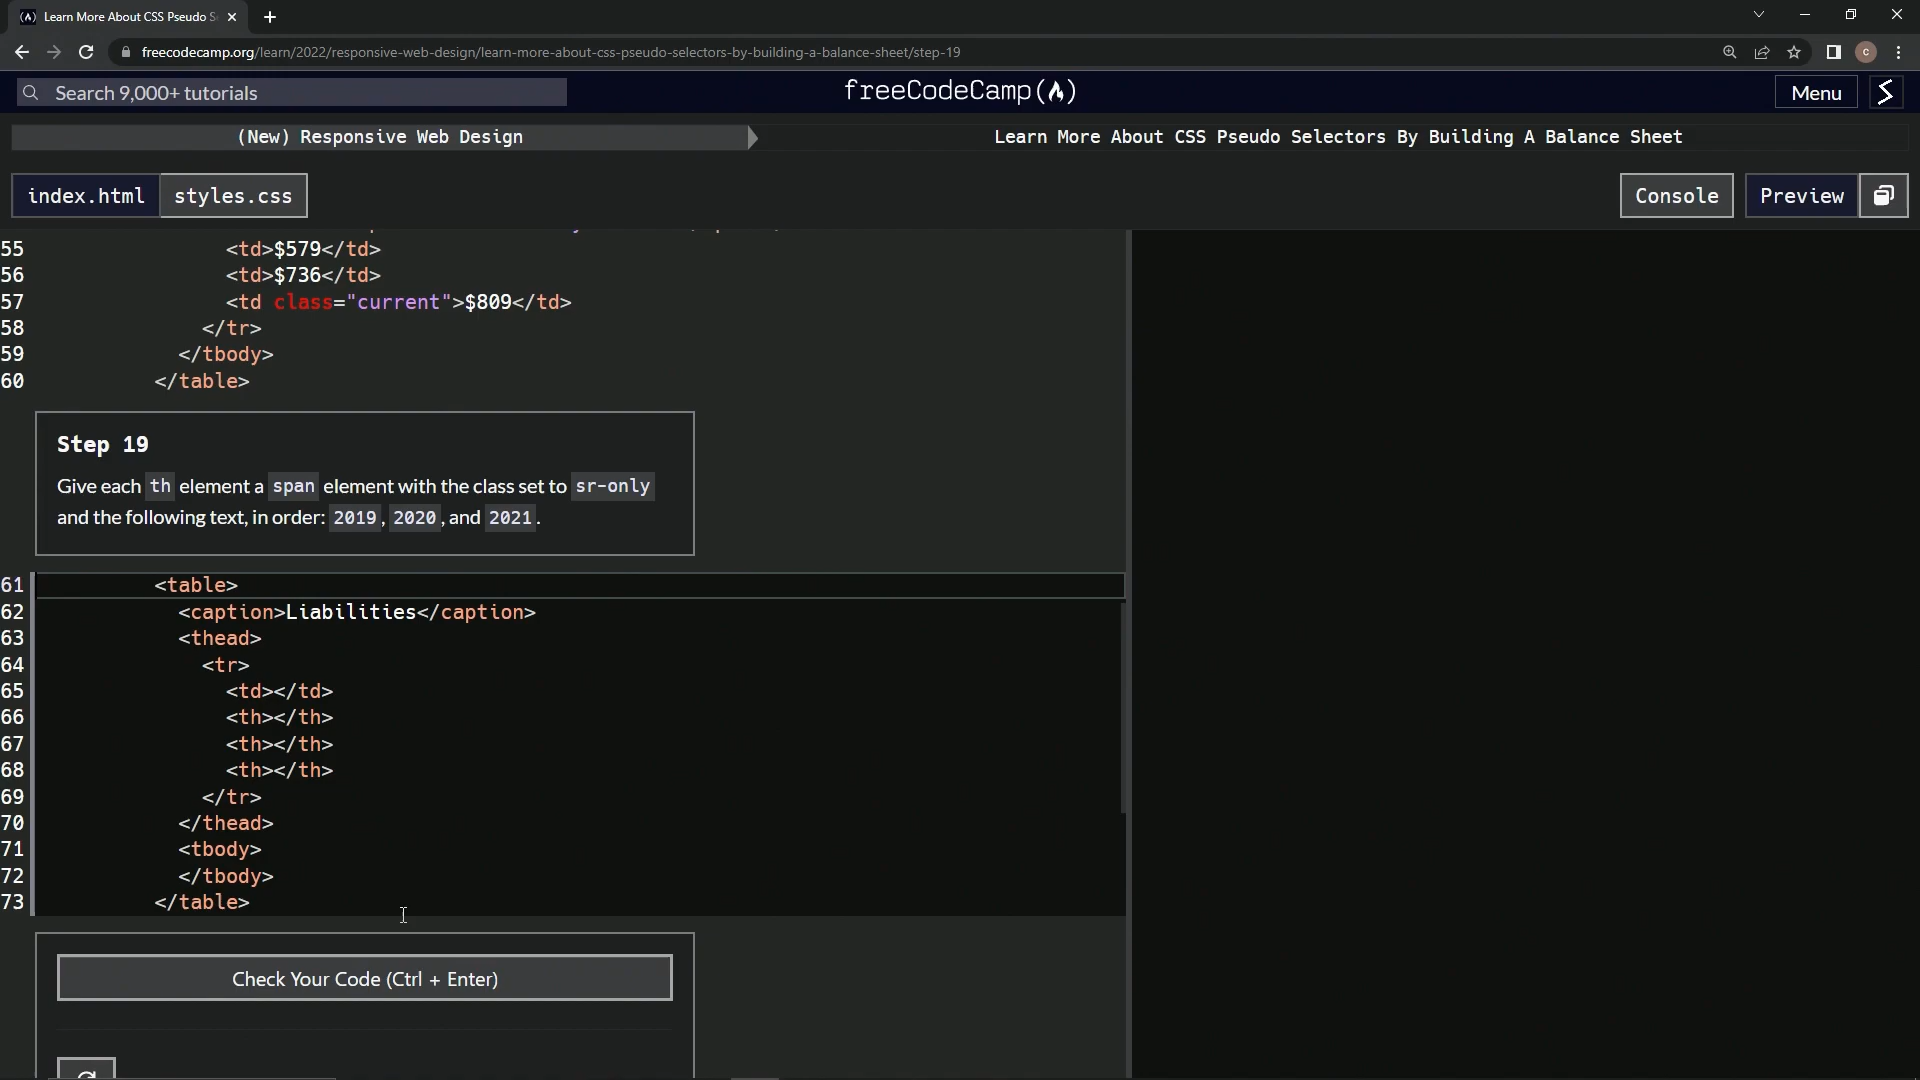 Learn More About CSS Pseudo S
freecodecamp.org/learn/2022/responsive-web-design/learn-more-about-css-pseudo-selectors-by-building-a-balance-sheet/step-19
C
Search 9,000+ tutorials
freeCodeCamp
Menu
(New) Responsive Web Design
Learn More About CSS Pseudo Selectors By Building A Balance Sheet
index.html
styles.css
Console
Preview
55 <td>$579</td>
56 <td>$736</td>
57 <td class="current">$809</td>
58 </tr>
59 </tbody>
60 </table>
Step 19
Give each th element a span element with the class set to sr-only
and the following text, in order: 2019, 2020, and 2021.
61 <table>
62 <caption>Liabilities</caption>
63 <thead>
64 <tr>
65 <td></td>
66 <th></th>
67 <th></th>
68 <th></th>
69 </tr>
70 </thead>
71 <tbody>
72 </tbody>
73 </table>
Check Your Code (Ctrl + Enter)